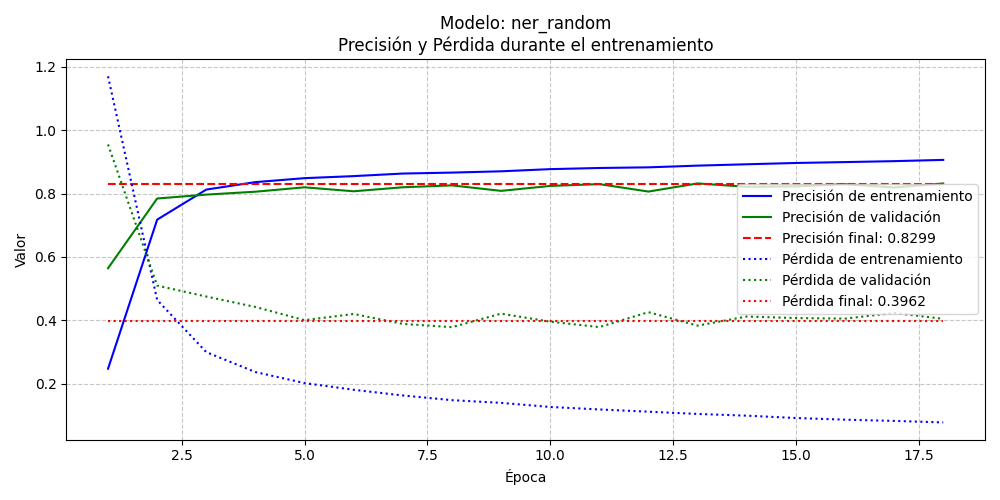 Modelo: ner_random
Precisión y Pérdida durante el entrenamiento
1.2
1.0
0.8
0.6
0.4
0.2
Valor
Precisión de entrenamiento
Precisión de validación
Precisión final: 0.8299
Pérdida de entrenamiento
Pérdida de validación
Pérdida final: 0.3962
2.5 5.0 7.5 10.0 12.5 15.0 17.5
Época